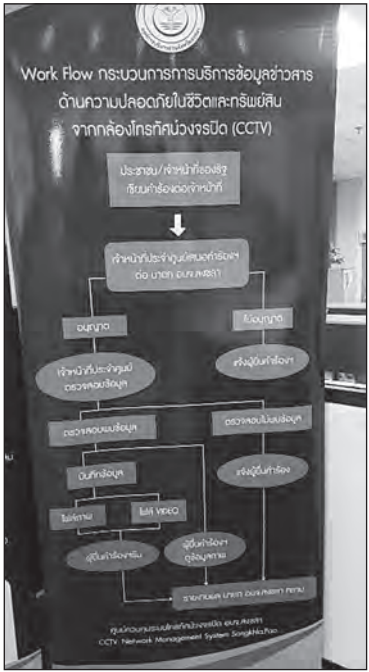 Work Flow กระบวนการการบริการข้อมูลข่าวสาร
ด้านความปลอดภัยในชีวิตและทรัพย์สิน
จากกล้องโทรทัศน์วงจรปิด (CCTV)
ประชาชน/เจ้าหน้าที่ของรัฐ
เขียนคำร้องต่อเจ้าหน้าที่
เจ้าหน้าที่ประจำศูนย์เสนอคำร้องฯ
ต่อ นายก อบจ.สงขลา
อนุญาต
ไม่อนุญาต
เจ้าหน้าที่ประจำศูนย์
ตรวจสอบข้อมูล
แจ้งผู้ยื่นคำร้องฯ
ตรวจสอบพบข้อมูล
ตรวจสอบไม่พบข้อมูล
บันทึกข้อมูล
แจ้งผู้ยื่นคำร้อง
ไฟล์ภาพ
ไฟล์ VIDEO
ผู้ยื่นคำร้องฯรับ
ผู้ยื่นคำร้องฯ
ดูข้อมูลภาพ
รายงานผล นายก อบจ.สงขลา ทราบ
ศูนย์ควบคุมระบบโทรทัศน์วงจรปิด อบจ.สงขลา
CCTV Network Management System Songkhla.Pao